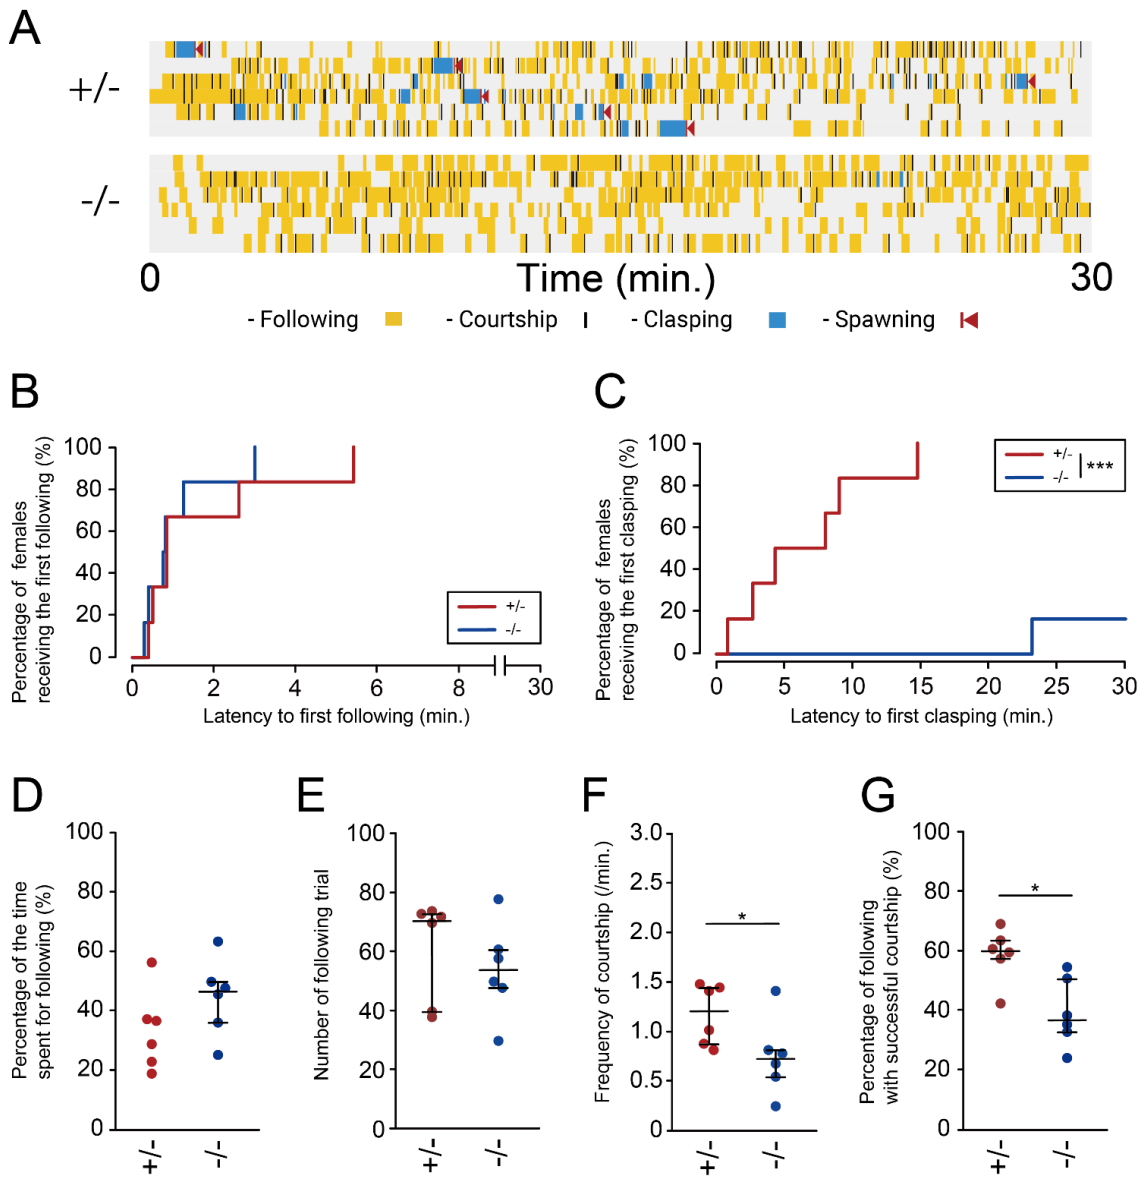 A
+/-
-/-
0
Time (min.)
30
- Following
- Courtship
- Clasping
- Spawning
B
Percentage of females
receiving the first following (%)
100
80
60
40
20
0
+/-
-/-
0 2 4 6 8 30
Latency to first following (min.)
C
Percentage of females
receiving the first clasping (%)
100
80
60
40
20
0
+/-
-/-
***
0 5 10 15 20 25 30
Latency to first clasping (min.)
D
Percentage of the time
spent for following (%)
100
80
60
40
20
0
+/-
-/-
E
Number of following trial
100
80
60
40
20
0
+/-
-/-
F
Frequency of courtship (/min.)
3.0
2.5
2.0
1.5
1.0
0.5
0
*
+/-
-/-
G
Percentage of following
with successful courtship (%)
100
80
60
40
20
0
*
+/-
-/-